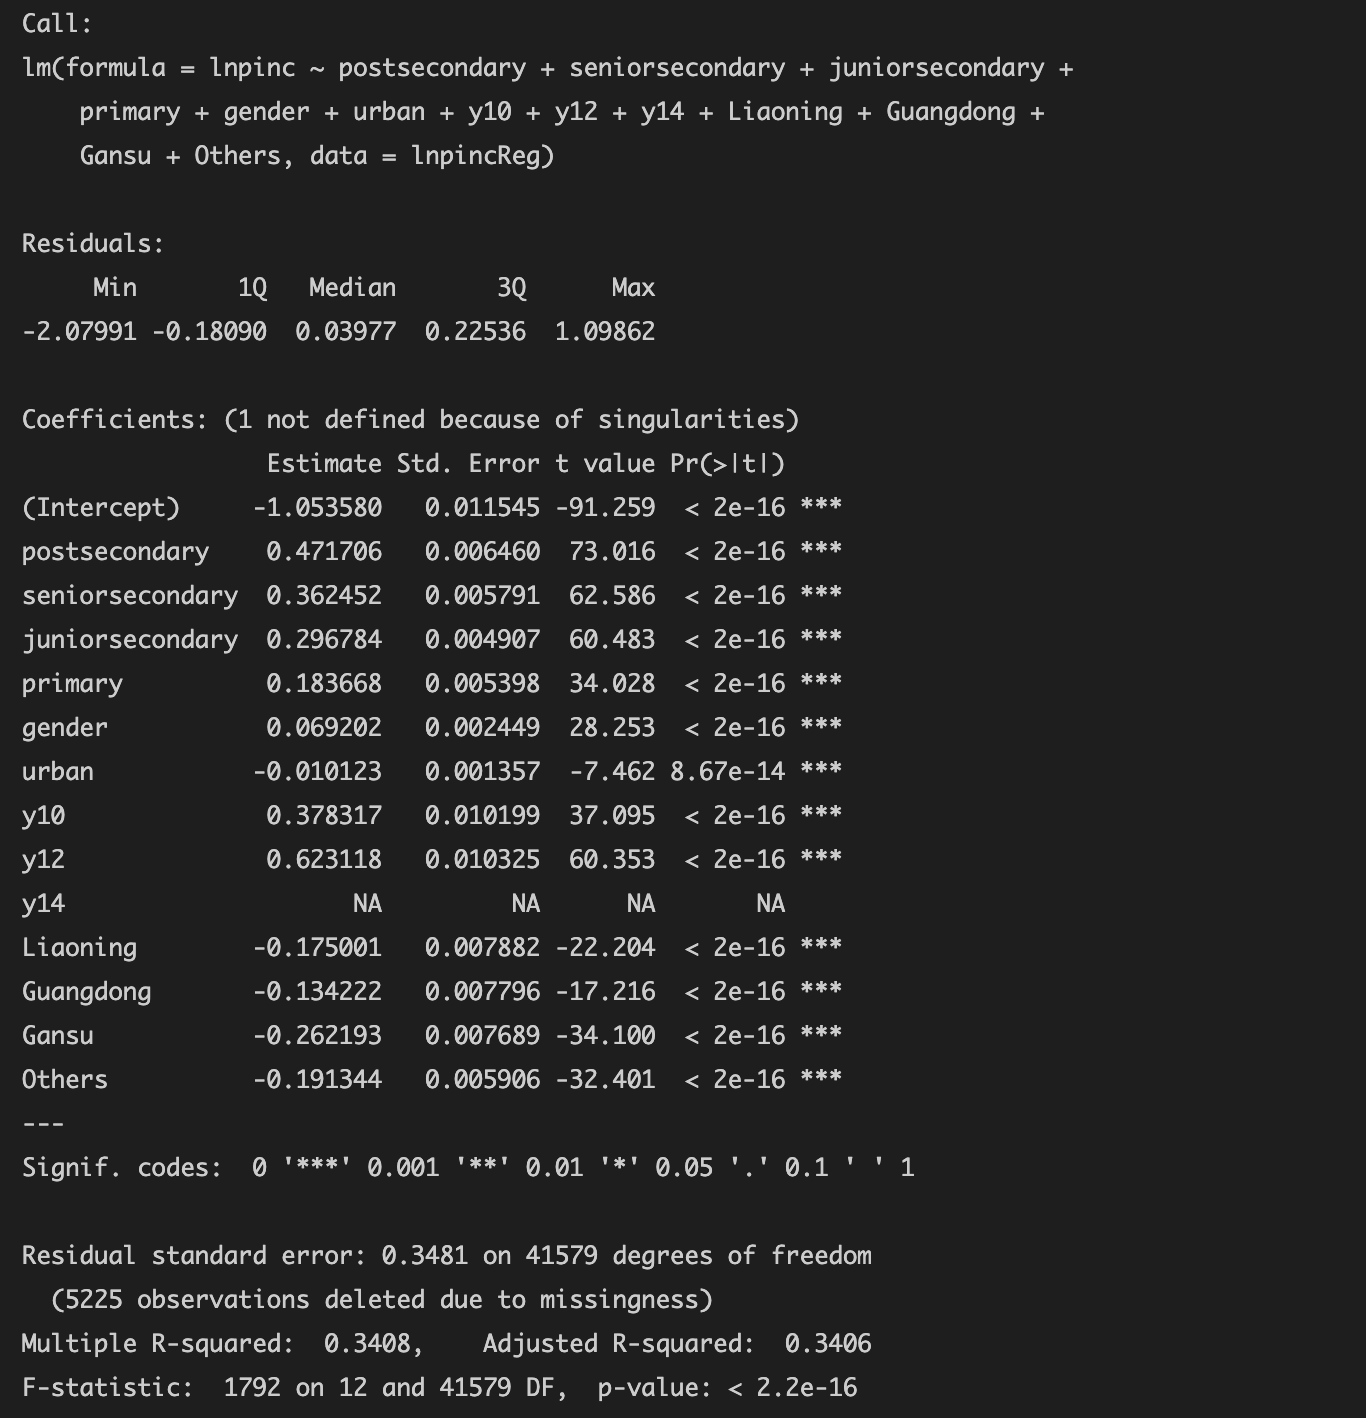 Call:
lm(formula = lnpinc ~ postsecondary + seniorsecondary + juniorsecondary +
    primary + gender + urban + y10 + y12 + y14 + Liaoning + Guangdong +
    Gansu + Others, data = lnpincReg)

Residuals:
     Min       1Q   Median       3Q      Max
-2.07991 -0.18090  0.03977  0.22536  1.09862

Coefficients: (1 not defined because of singularities)
                 Estimate Std. Error t value Pr(>|t|)
(Intercept)     -1.053580   0.011545 -91.259  < 2e-16 ***
postsecondary    0.471706   0.006460  73.016  < 2e-16 ***
seniorsecondary  0.362452   0.005791  62.586  < 2e-16 ***
juniorsecondary  0.296784   0.004907  60.483  < 2e-16 ***
primary          0.183668   0.005398  34.028  < 2e-16 ***
gender           0.069202   0.002449  28.253  < 2e-16 ***
urban           -0.010123   0.001357  -7.462 8.67e-14 ***
y10              0.378317   0.010199  37.095  < 2e-16 ***
y12              0.623118   0.010325  60.353  < 2e-16 ***
y14                    NA         NA      NA       NA
Liaoning        -0.175001   0.007882 -22.204  < 2e-16 ***
Guangdong       -0.134222   0.007796 -17.216  < 2e-16 ***
Gansu           -0.262193   0.007689 -34.100  < 2e-16 ***
Others          -0.191344   0.005906 -32.401  < 2e-16 ***
---
Signif. codes:  0 '***' 0.001 '**' 0.01 '*' 0.05 '.' 0.1 ' ' 1

Residual standard error: 0.3481 on 41579 degrees of freedom
  (5225 observations deleted due to missingness)
Multiple R-squared:  0.3408,    Adjusted R-squared:  0.3406
F-statistic:  1792 on 12 and 41579 DF,  p-value: < 2.2e-16